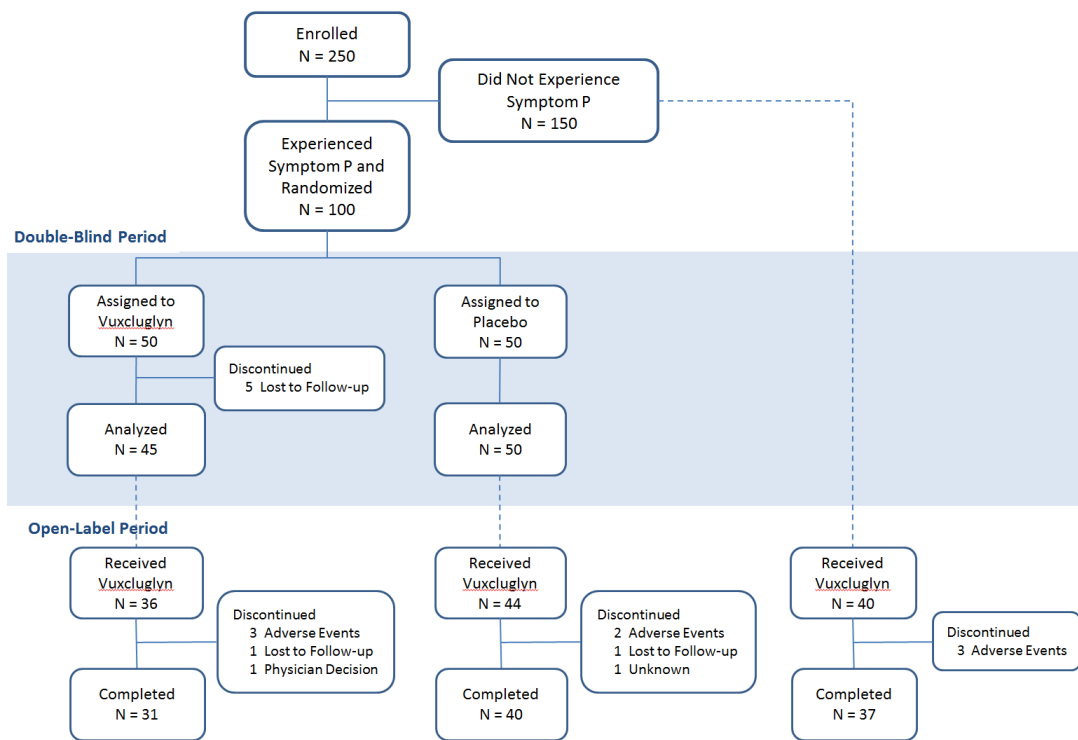 Enrolled
N = 250
Did Not Experience
Symptom P
N = 150
Experienced
Symptom P and
Randomized
N = 100
Double-Blind Period
Assigned to
Vuxcluglyn
N = 50
Assigned to
Placebo
N = 50
Discontinued
5 Lost to Follow-up
Analyzed
N = 45
Analyzed
N = 50
Open-Label Period
Received
Vuxcluglyn
N = 36
Received
Vuxcluglyn
N = 44
Received
Vuxcluglyn
N = 40
Discontinued
3 Adverse Events
1 Lost to Follow-up
1 Physician Decision
Discontinued
2 Adverse Events
1 Lost to Follow-up
1 Unknown
Discontinued
3 Adverse Events
Completed
N = 31
Completed
N = 40
Completed
N = 37